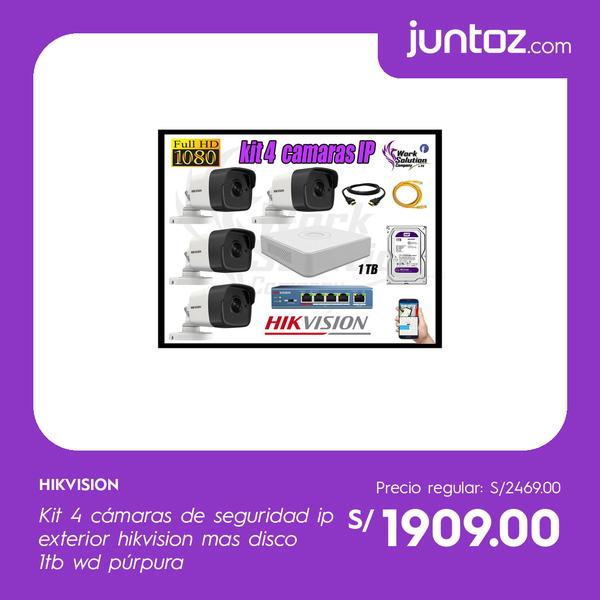 juntoz.com
Full HD
1080
kit 4 camaras IP
Work
Solution
Company
1 TB
HIKVISION
HIKVISION
Precio regular: S/2469.00
Kit 4 cámaras de seguridad ip
exterior hikvision mas disco
1tb wd púrpura
S/ 1909.00